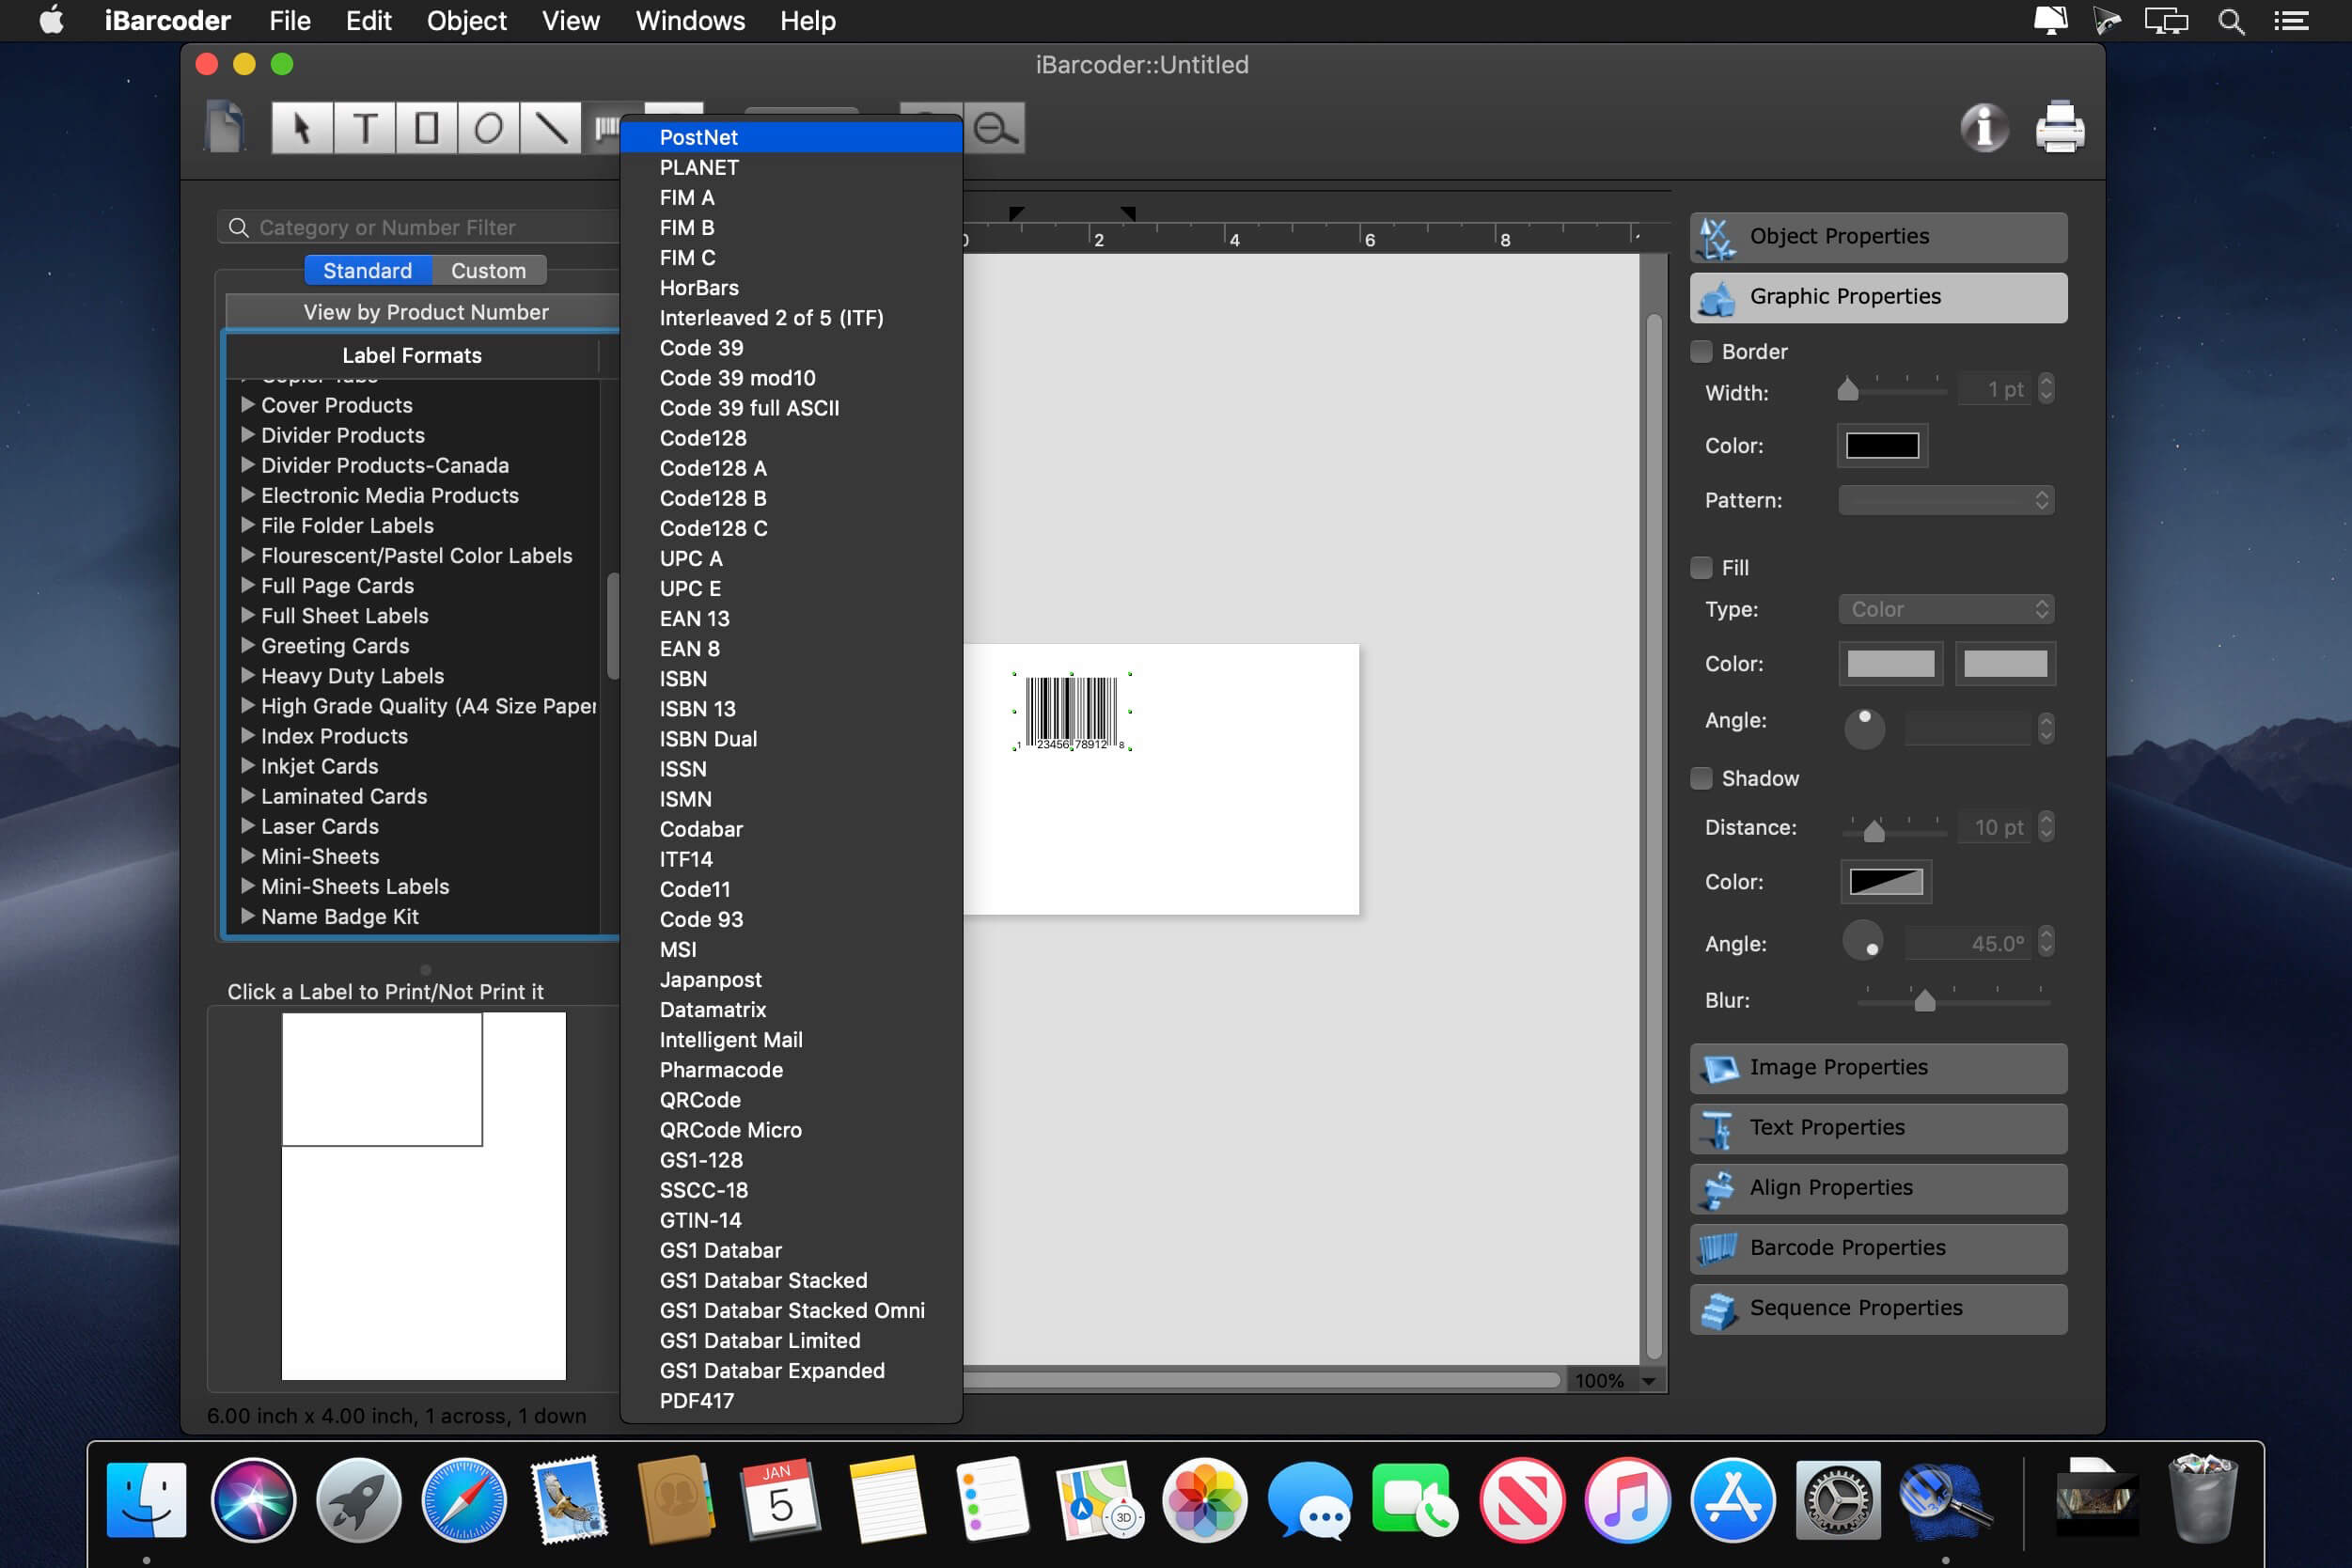 iBarcoder File Edit Object View Windows Help
iBarcoder::Untitled
T
Category or Number Filter
Standard Custom
View by Product Number
Label Formats
Cover Products
Divider Products
Divider Products-Canada
Electronic Media Products
File Folder Labels
Flourescent/Pastel Color Labels
Full Page Cards
Full Sheet Labels
Greeting Cards
Heavy Duty Labels
High Grade Quality (A4 Size Paper
Index Products
Inkjet Cards
Laminated Cards
Laser Cards
Mini-Sheets
Mini-Sheets Labels
Name Badge Kit
Click a Label to Print/Not Print it
6.00 inch x 4.00 inch, 1 across, 1 down
PostNet
PLANET
FIM A
FIM B
FIM C
HorBars
Interleaved 2 of 5 (ITF)
Code 39
Code 39 mod10
Code 39 full ASCII
Code128
Code128 A
Code128 B
Code128 C
UPC A
UPC E
EAN 13
EAN 8
ISBN
ISBN 13
ISBN Dual
ISSN
ISMN
Codabar
ITF14
Code11
Code 93
MSI
Japanpost
Datamatrix
Intelligent Mail
Pharmacode
QRCode
QRCode Micro
GS1-128
SSCC-18
GTIN-14
GS1 Databar
GS1 Databar Stacked
GS1 Databar Stacked Omni
GS1 Databar Limited
GS1 Databar Expanded
PDF417
0 2 4 6 8
1 23456 78912 8
100%
Object Properties
Graphic Properties
Border
Width: 1 pt
Color:
Pattern:
Fill
Type: Color
Color:
Angle:
Shadow
Distance: 10 pt
Color:
Angle: 45.0°
Blur:
Image Properties
Text Properties
Align Properties
Barcode Properties
Sequence Properties
JAN
5
3D